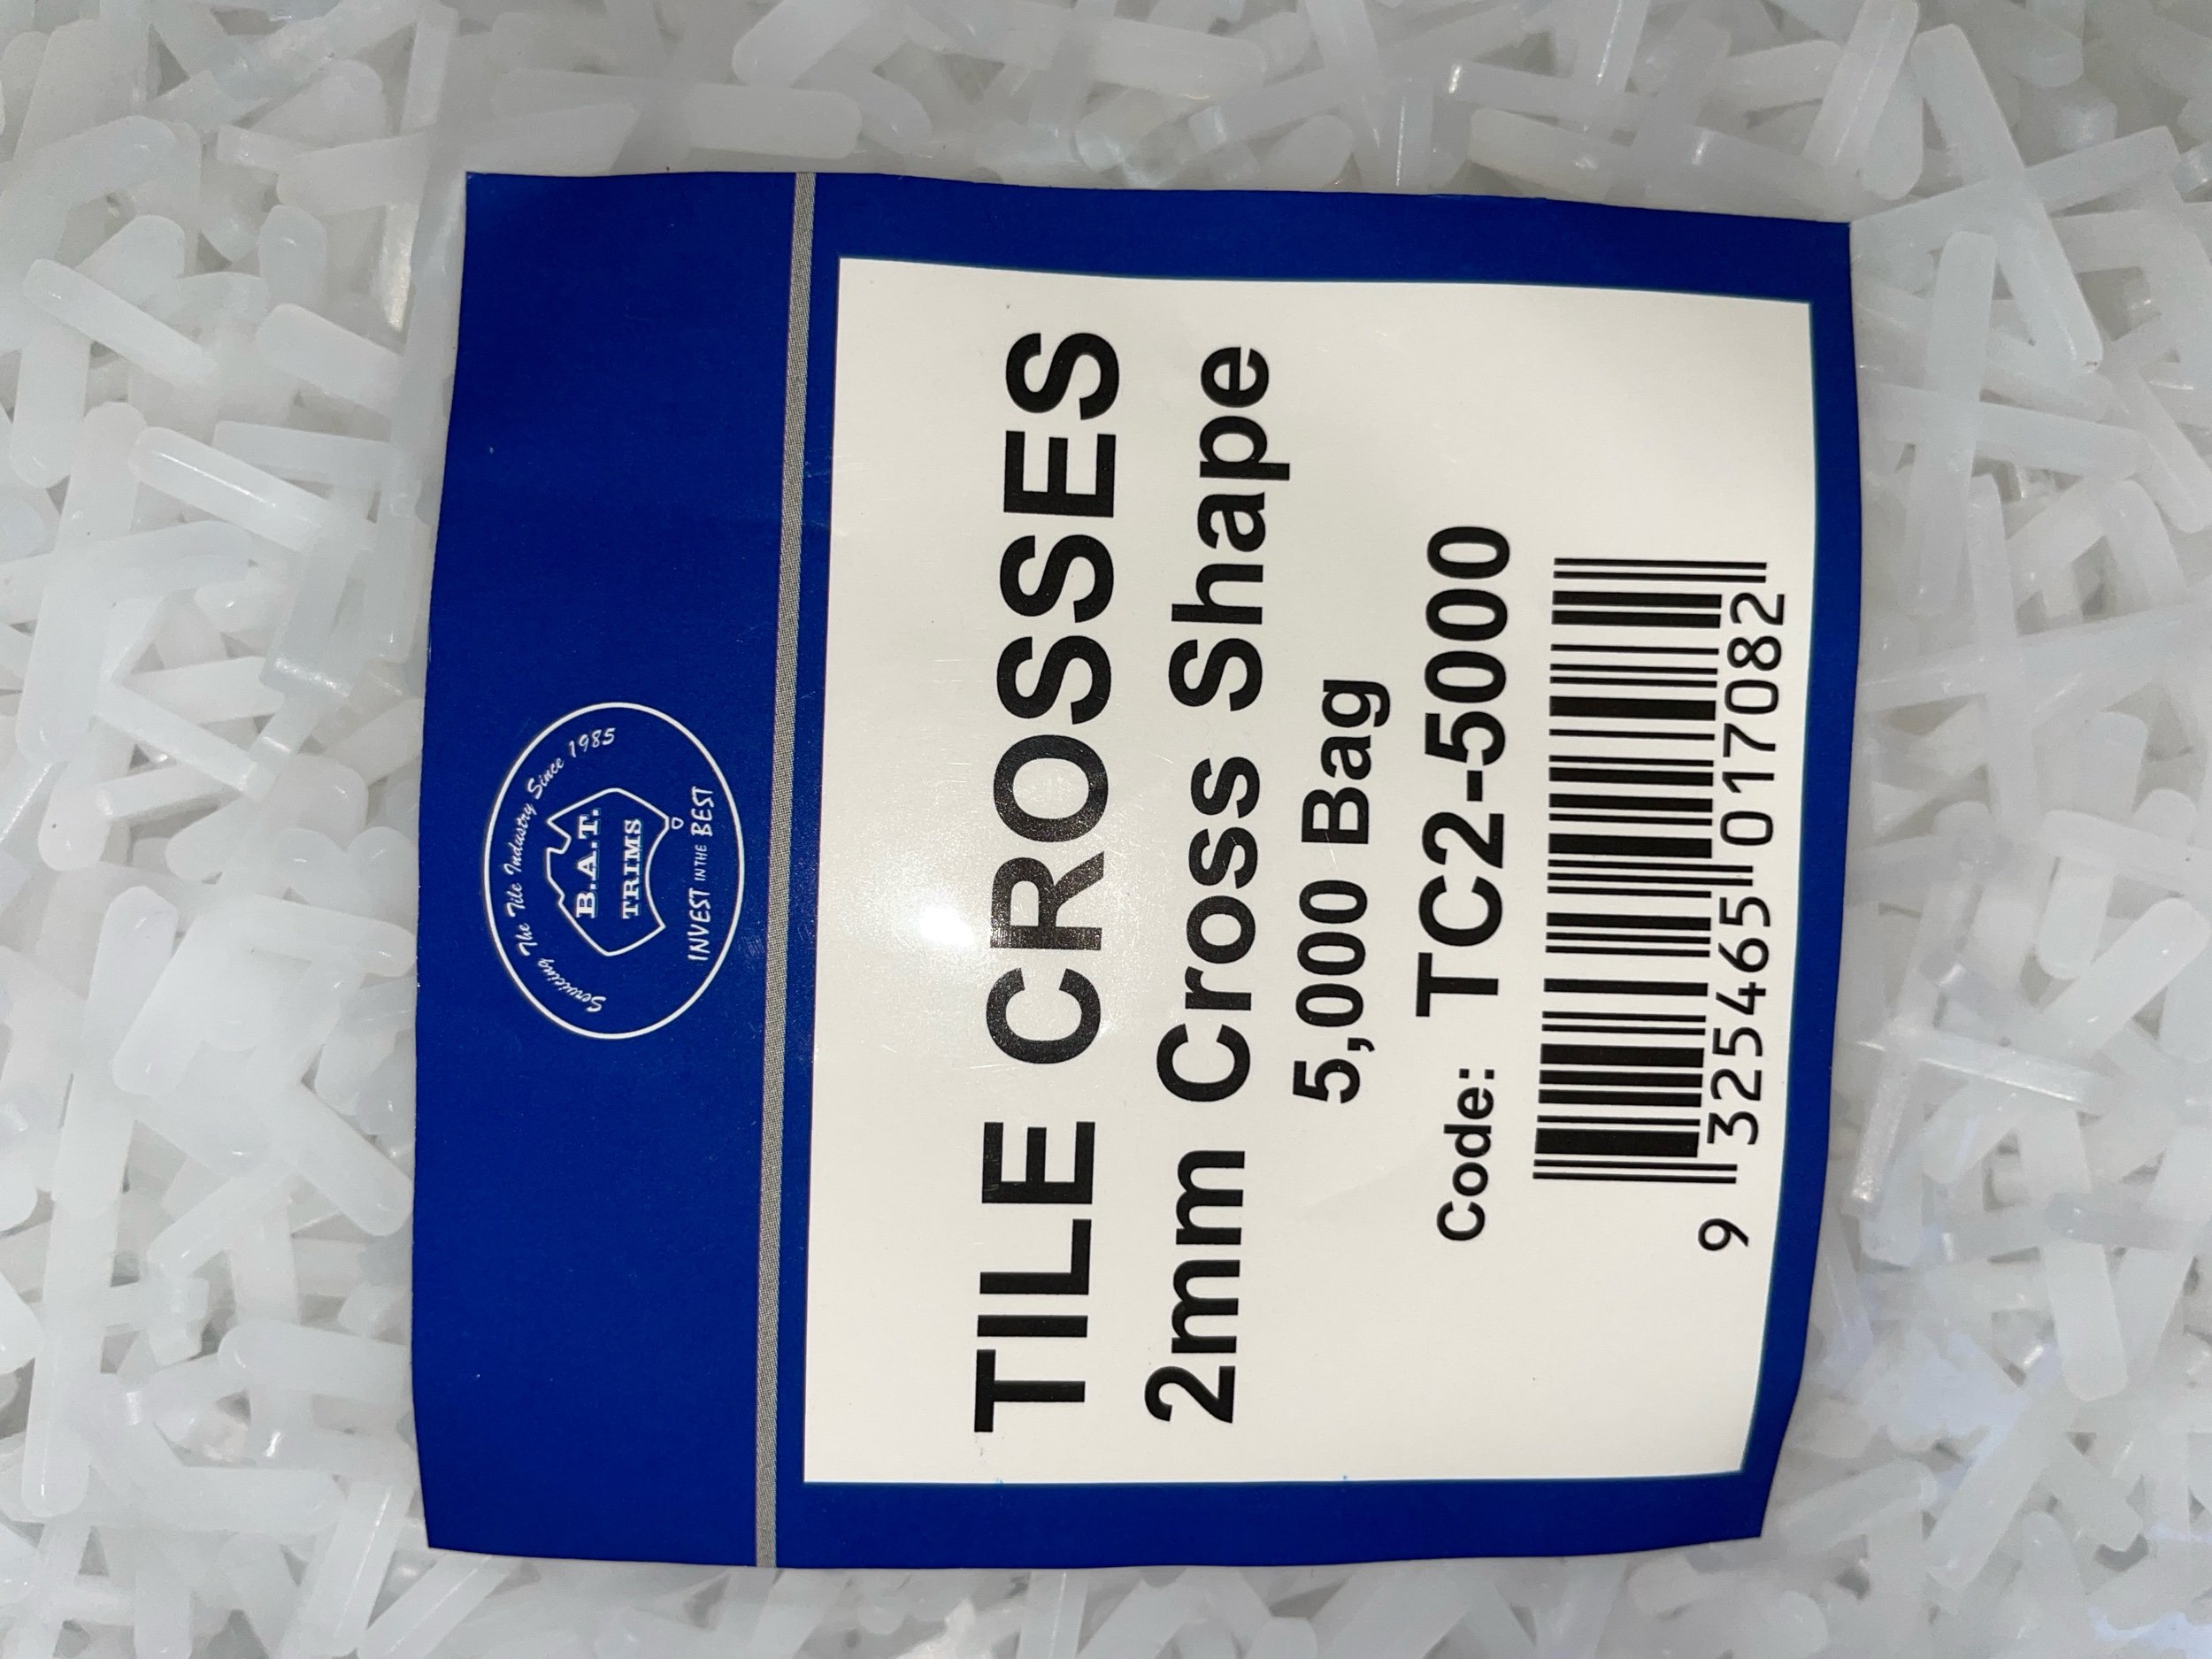 Servicing The Tile Industry Since 1985
B.A.T.
TRIMS
INVEST IN THE BEST
TILE CROSSES
2mm Cross Shape
5,000 Bag
Code: TC2-5000
9 325465 017082